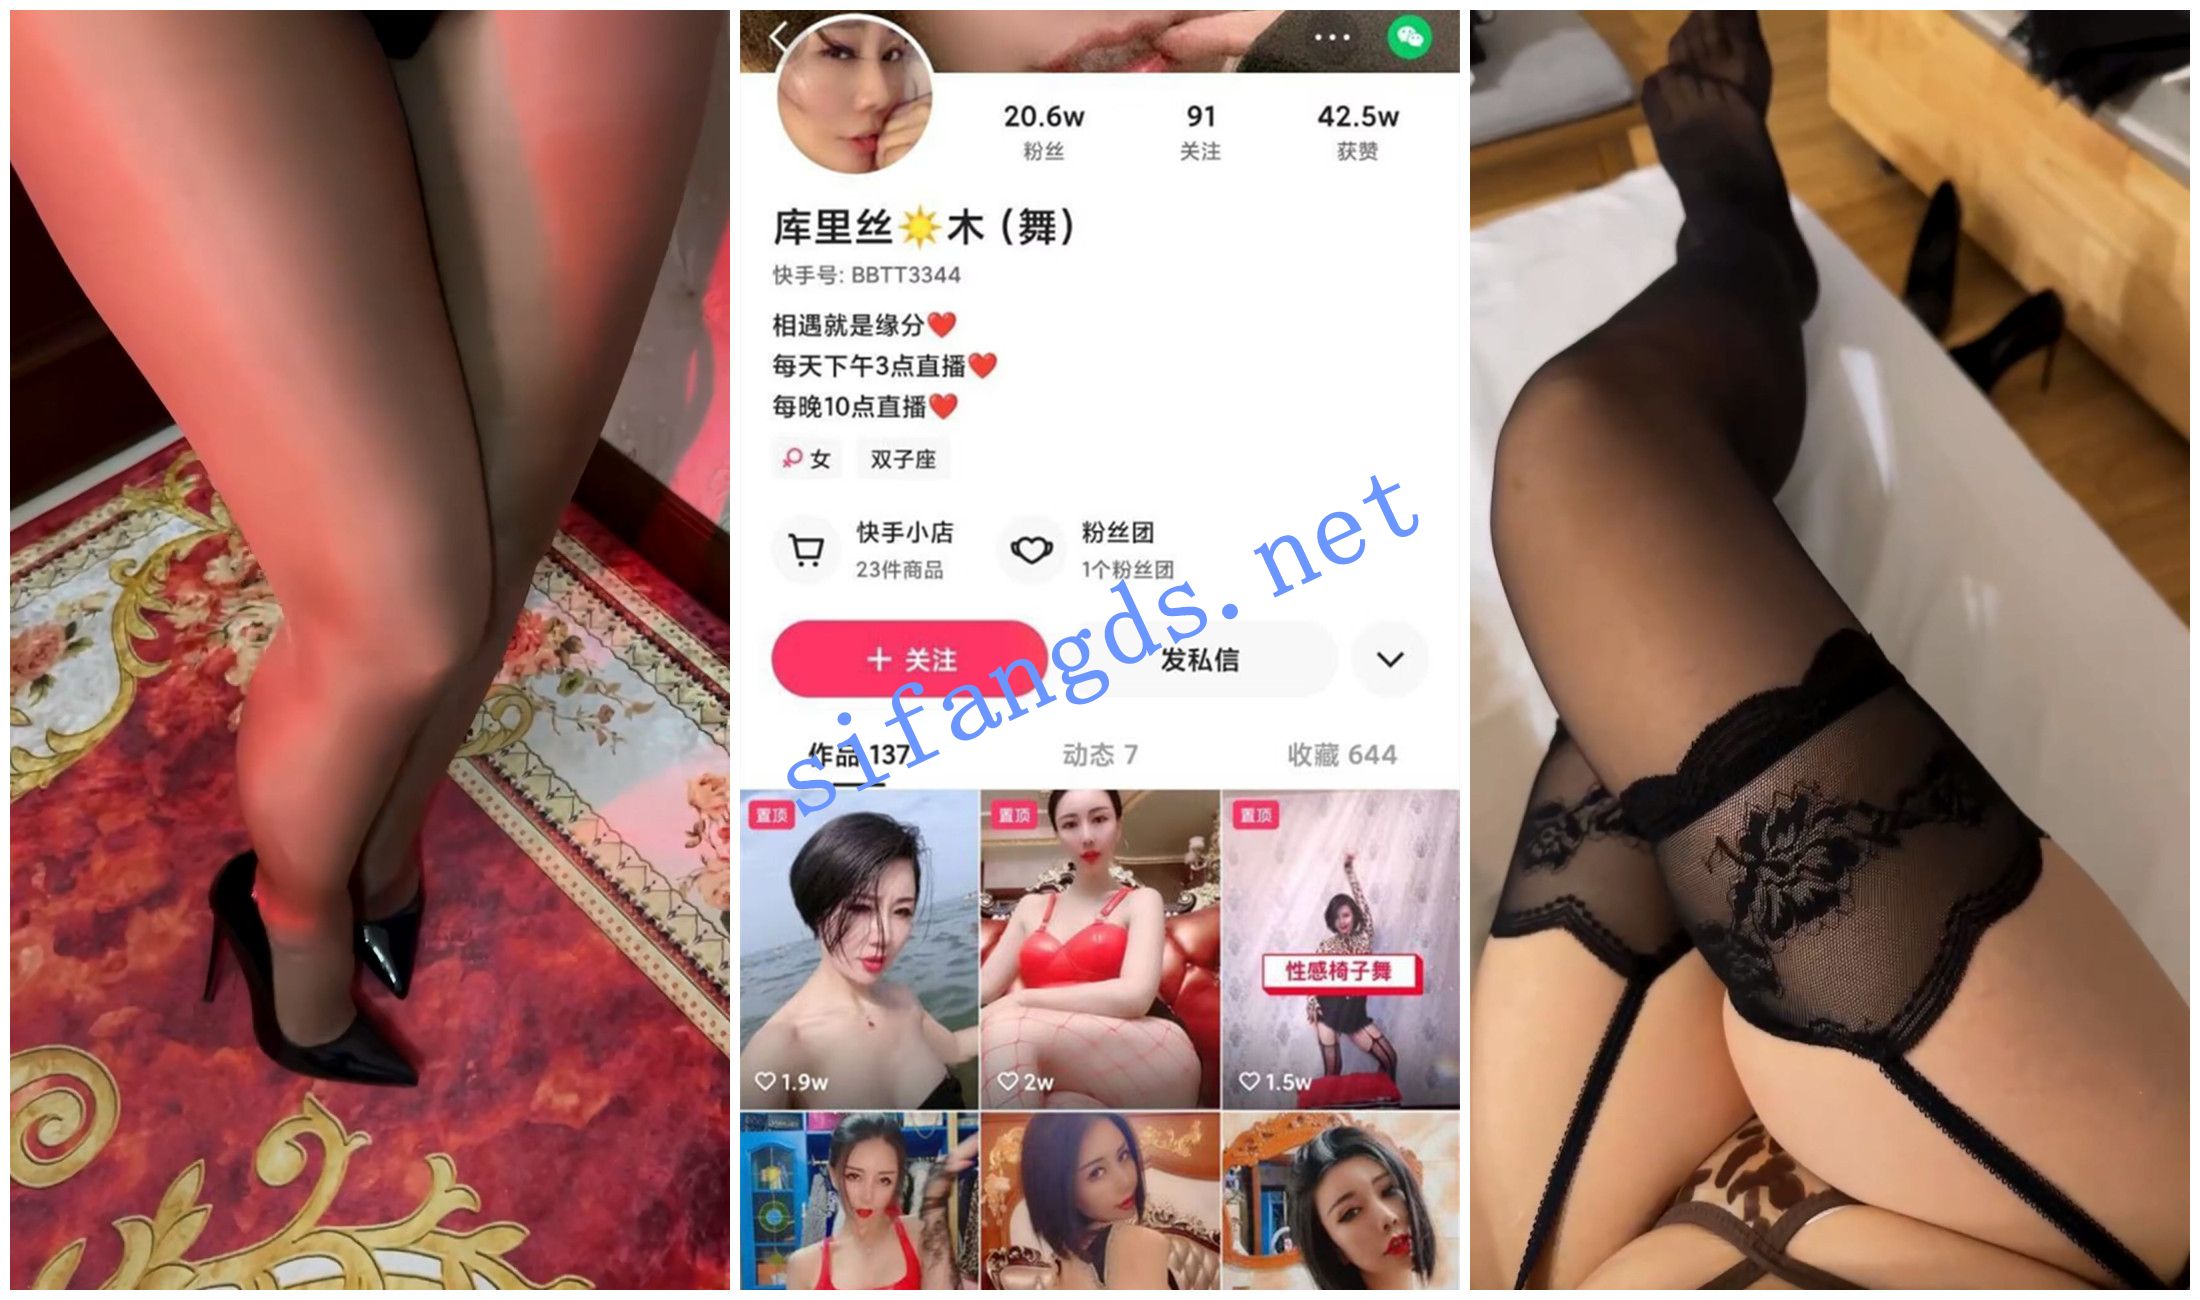 20.6w 91 42.5w
粉丝 关注 获赞
库里丝☀️木（舞）
快手号: BBTT3344
相遇就是缘分❤️
每天下午3点直播❤️
每晚10点直播❤️
女 双子座
快手小店 粉丝团
23件商品 1个粉丝团
+ 关注 发私信
sifangds.net
作品 137 动态 7 收藏 644
置顶 置顶 置顶
性感椅子舞
1.9w 2w 1.5w